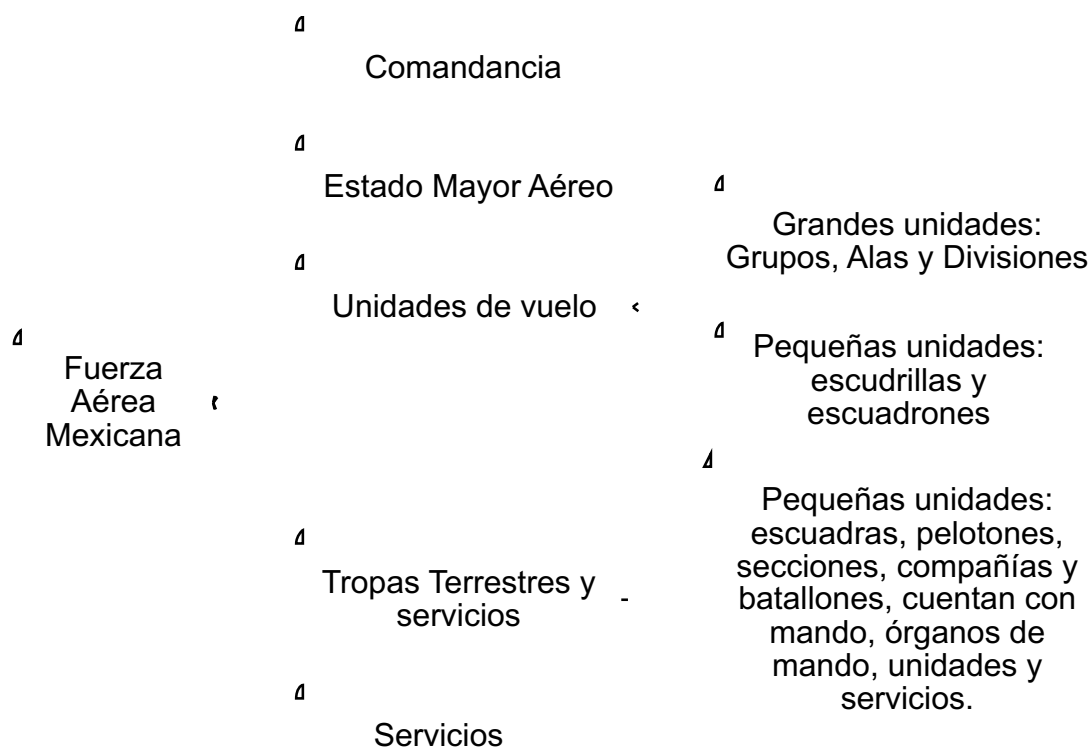 Comandancia
Estado Mayor Aéreo
Grandes unidades:
Grupos, Alas y Divisiones
Unidades de vuelo
Fuerza
Aérea
Mexicana
Pequeñas unidades:
escudrillas y
escuadrones
Pequeñas unidades:
escuadras, pelotones,
secciones, compañías y
batallones, cuentan con
mando, órganos de
mando, unidades y
servicios.
Tropas Terrestres y
servicios
Servicios